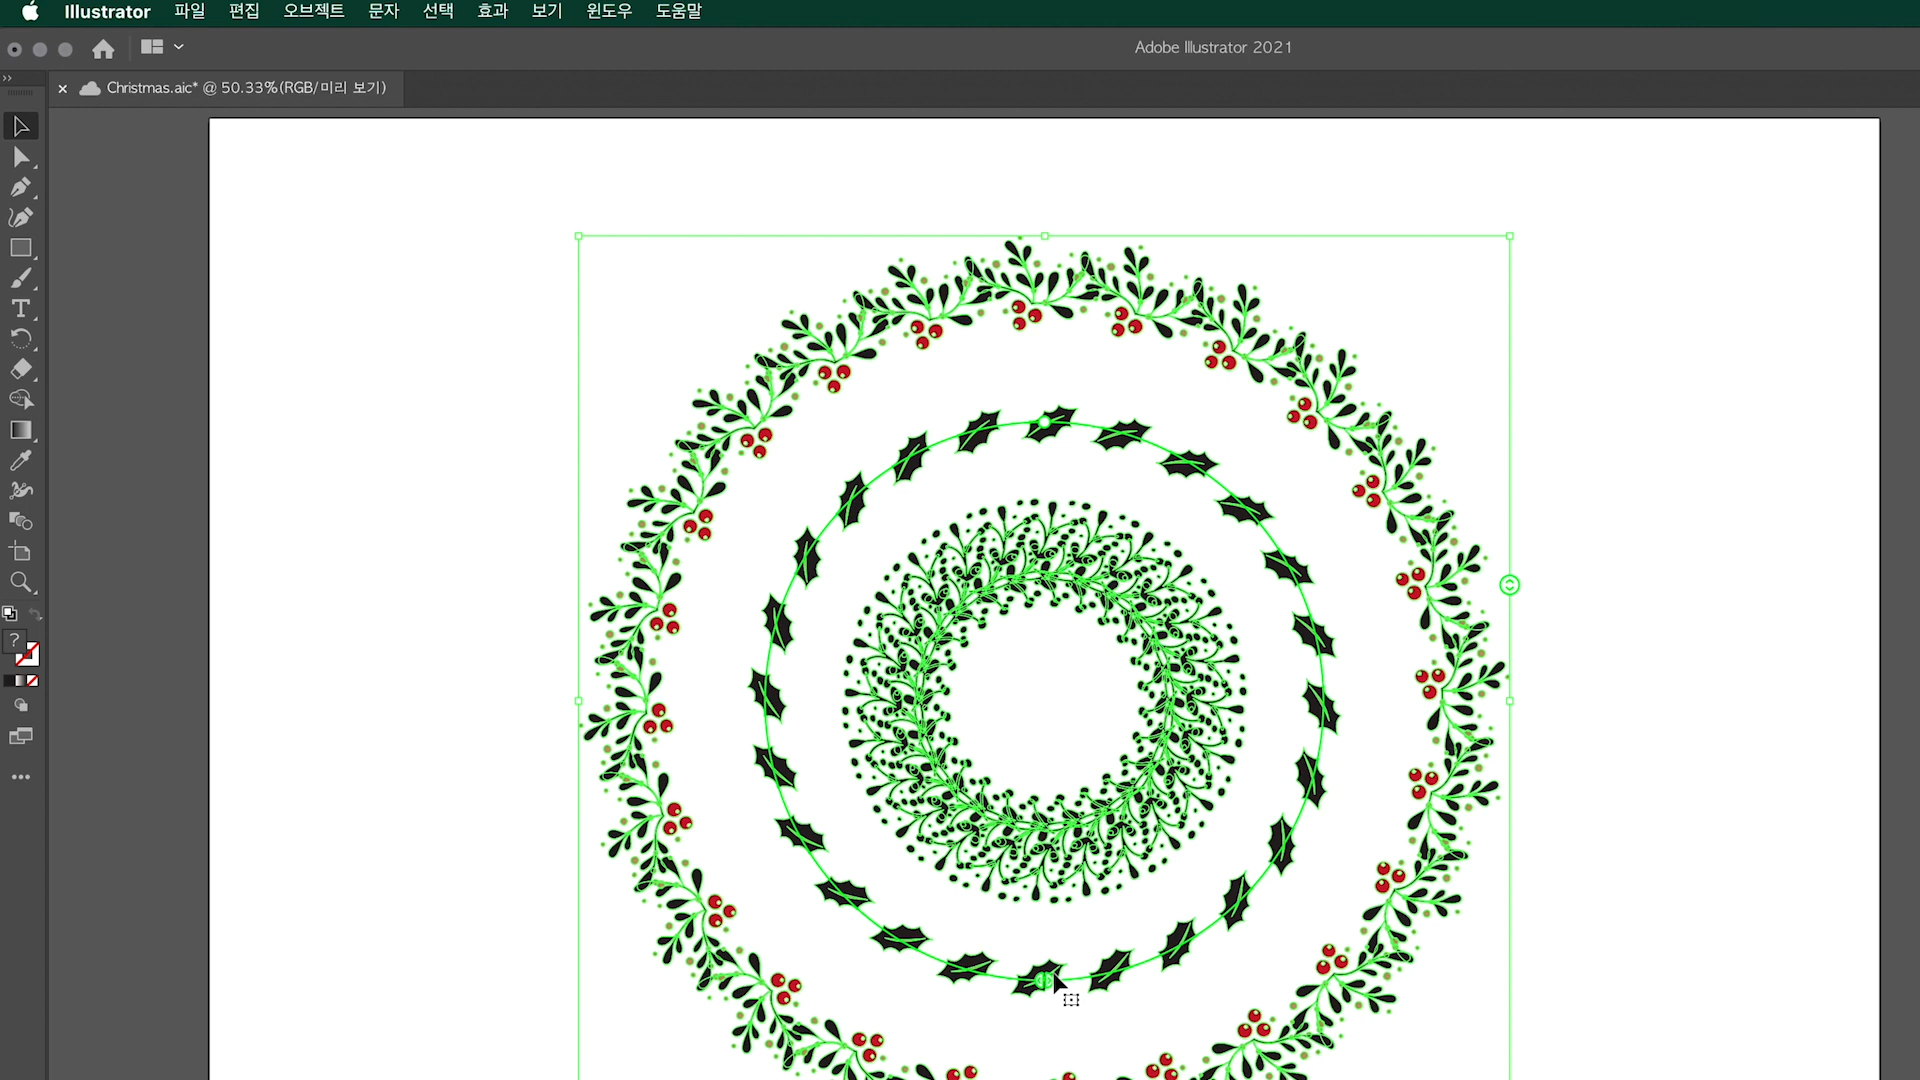 Illustrator 파일 편집 오브젝트 문자 선택 효과 보기 윈도우 도움말
Adobe Illustrator 2021
Christmas.aic* @ 50.33%(RGB/미리 보기)